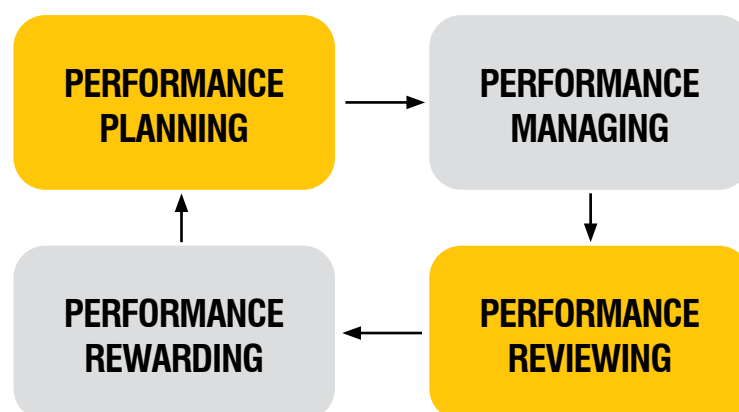 PERFORMANCE
PLANNING
PERFORMANCE
MANAGING
PERFORMANCE
REWARDING
PERFORMANCE
REVIEWING